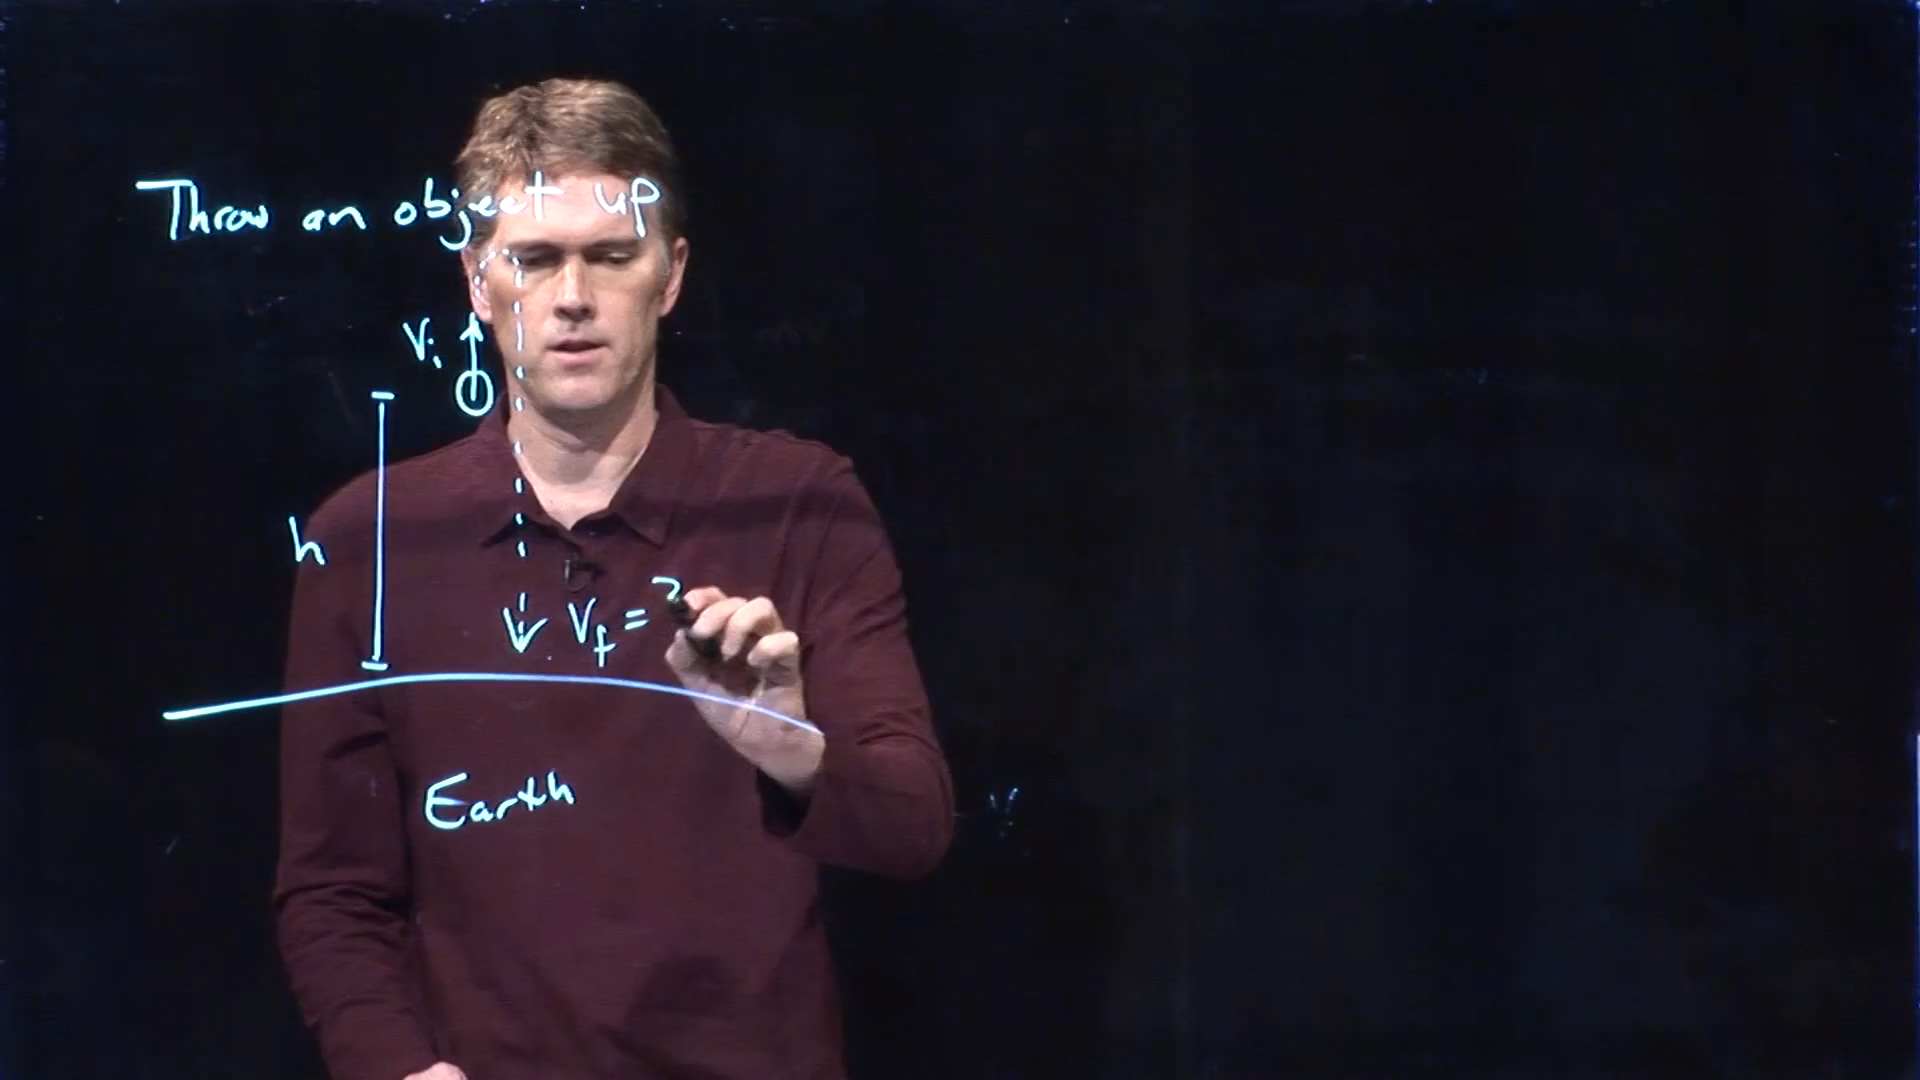 Throw an object up
Vi
h
Vf = ?
Earth